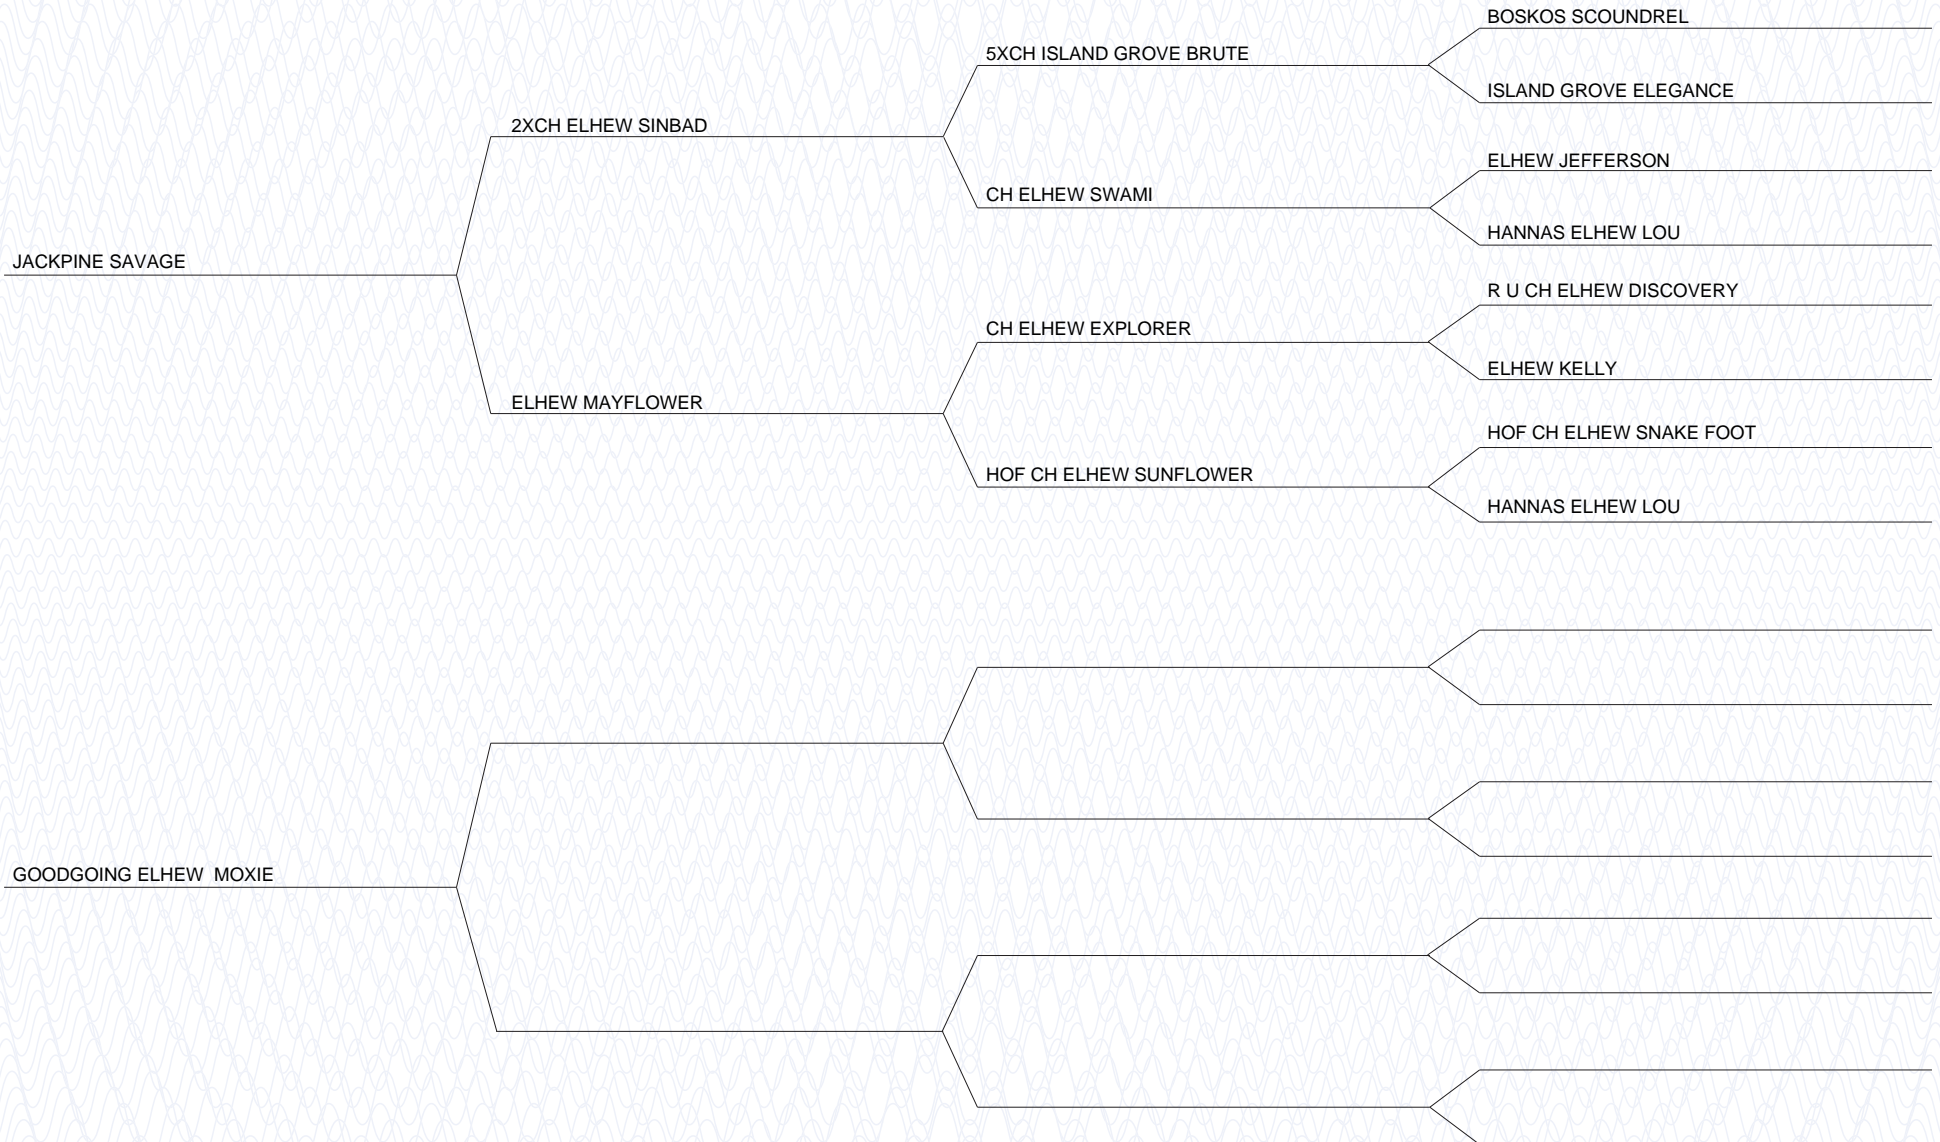 BOSKOS SCOUNDREL
5XCH ISLAND GROVE BRUTE
ISLAND GROVE ELEGANCE
2XCH ELHEW SINBAD
ELHEW JEFFERSON
CH ELHEW SWAMI
HANNAS ELHEW LOU
JACKPINE SAVAGE
R U CH ELHEW DISCOVERY
CH ELHEW EXPLORER
ELHEW KELLY
ELHEW MAYFLOWER
HOF CH ELHEW SNAKE FOOT
HOF CH ELHEW SUNFLOWER
HANNAS ELHEW LOU
GOODGOING ELHEW  MOXIE